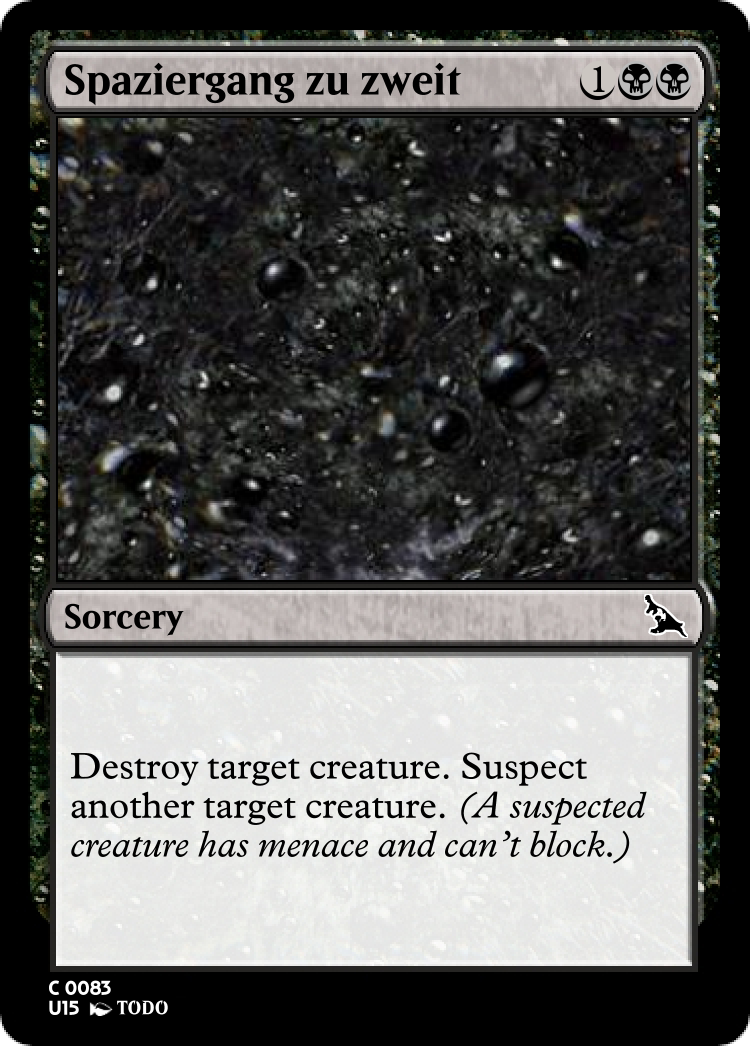 Spaziergang zu zweit 1
Sorcery
Destroy target creature. Suspect
another target creature. (A suspected
creature has menace and can't block.)
C 0083
U15 TODO